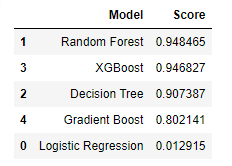 Model Score
1 Random Forest 0.948465
3 XGBoost 0.946827
2 Decision Tree 0.907387
4 Gradient Boost 0.802141
0 Logistic Regression 0.012915